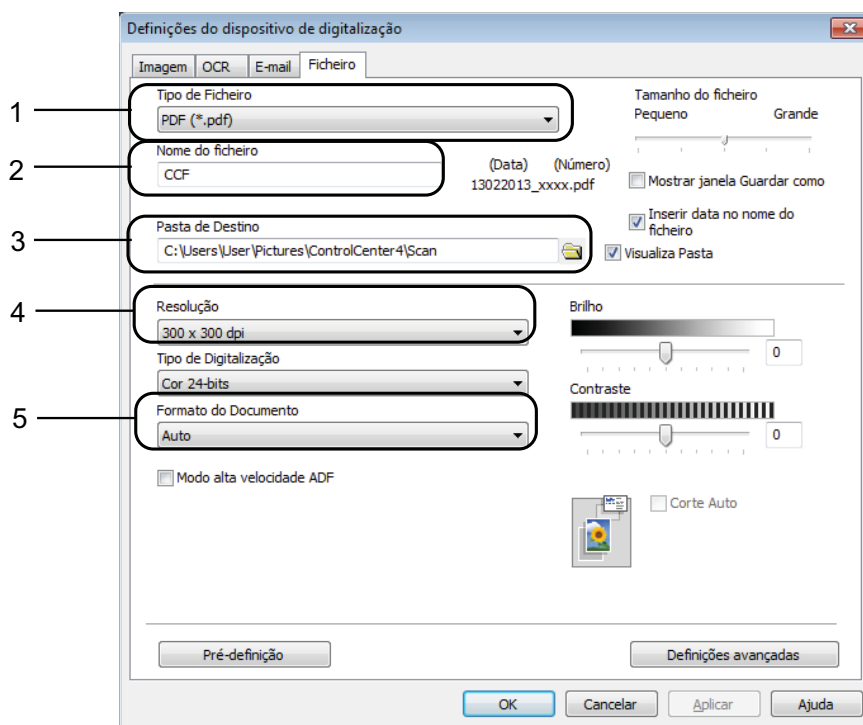 Definições do dispositivo de digitalização
Imagem OCR E-mail Ficheiro
1
Tipo de Ficheiro
PDF (*.pdf)
Tamanho do ficheiro
Pequeno Grande
2
Nome do ficheiro
CCF
(Data) (Número)
13022013_xxxx.pdf
Mostrar janela Guardar como
Inserir data no nome do
ficheiro
3
Pasta de Destino
C:\Users\User\Pictures\ControlCenter4\Scan
Visualiza Pasta
4
Resolução
300 x 300 dpi
Tipo de Digitalização
Cor 24-bits
5
Formato do Documento
Auto
Modo alta velocidade ADF
Brilho
0
Contraste
0
Corte Auto
Pré-definição
Definições avançadas
OK Cancelar Aplicar Ajuda